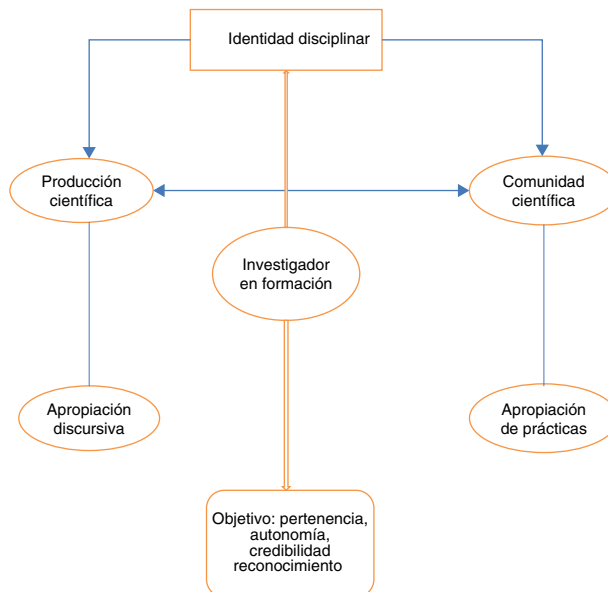 Identidad disciplinar
Producción
científica
Comunidad
científica
Investigador
en formación
Apropiación
discursiva
Apropiación
de prácticas
Objetivo: pertenencia,
autonomía,
credibilidad
reconocimiento